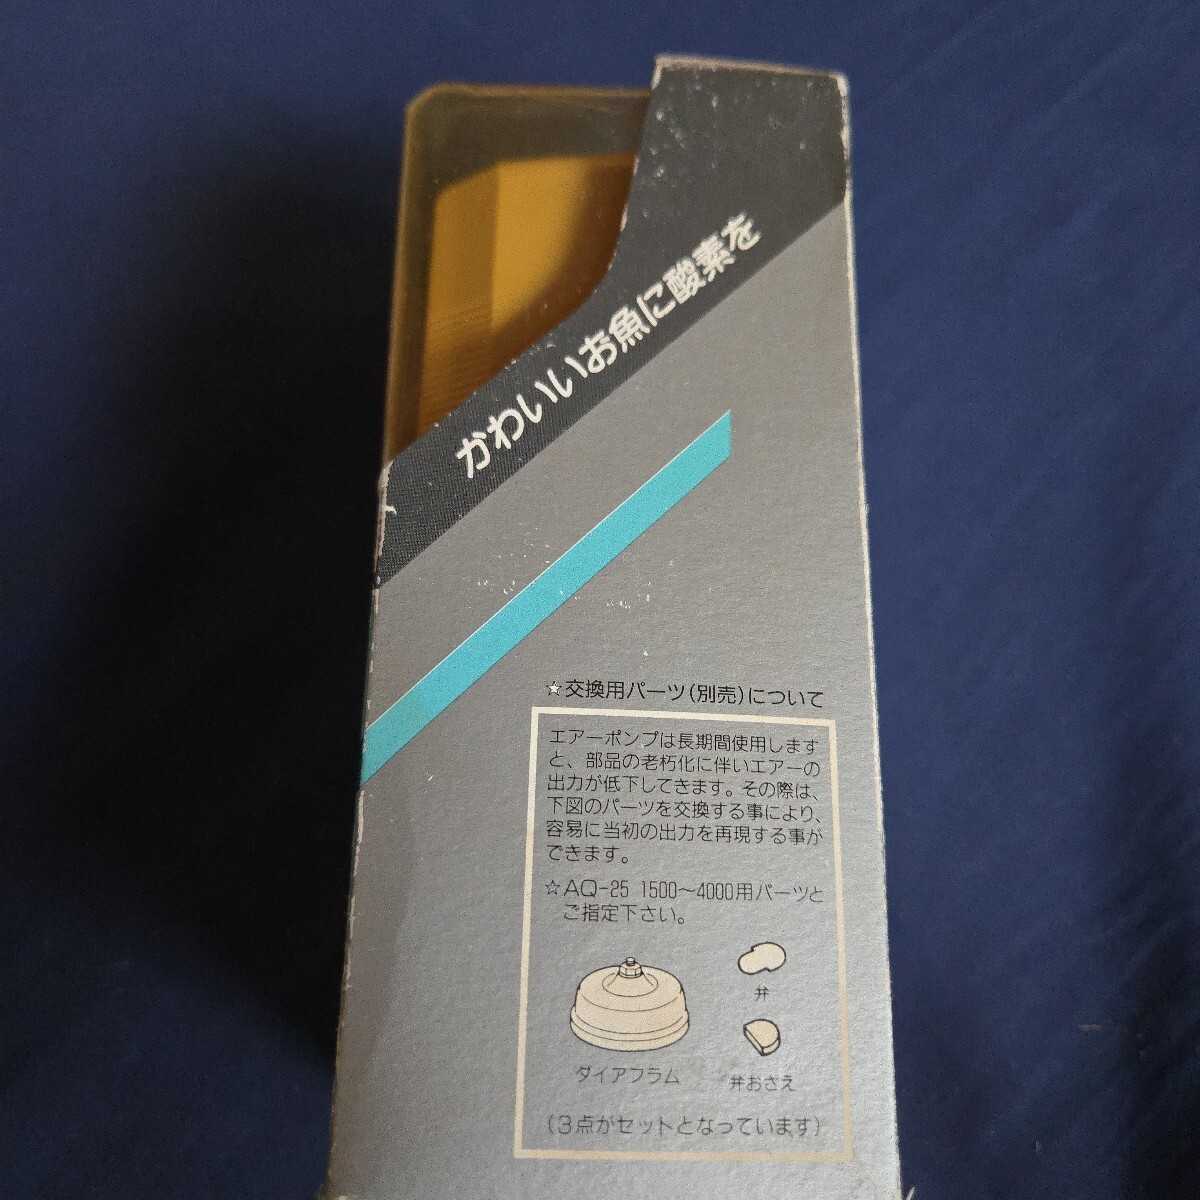 かわいいお魚に酸素を
☆交換用パーツ(別売)について
エアーポンプは長期間使用します
と、部品の老朽化に伴いエアーの
出力が低下してきます。その際は、
下図のパーツを交換する事により、
容易に当初の出力を再現する事が
できます。
☆AQ-25 1500〜4000用パーツと
ご指定下さい。
弁
ダイアフラム
弁おさえ
(3点がセットとなっています)